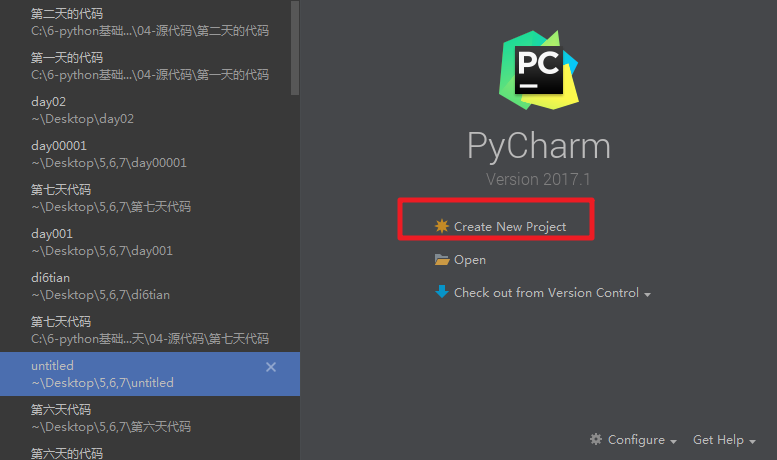 第二天的代码
C:\6-python基础...\04-源代码\第二天的代码
第一天的代码
C:\6-python基础...\04-源代码\第一天的代码
day02
~\Desktop\day02
day00001
~\Desktop\5,6,7\day00001
第七天代码
~\Desktop\5,6,7\第七天代码
day001
~\Desktop\5,6,7\day001
di6tian
~\Desktop\5,6,7\di6tian
第七天代码
C:\6-python基础...天\04-源代码\第七天代码
untitled
~\Desktop\5,6,7\untitled
第六天代码
~\Desktop\5,6,7\第六天代码
第六天的代码
PC
PyCharm
Version 2017.1
Create New Project
Open
Check out from Version Control
Configure
Get Help